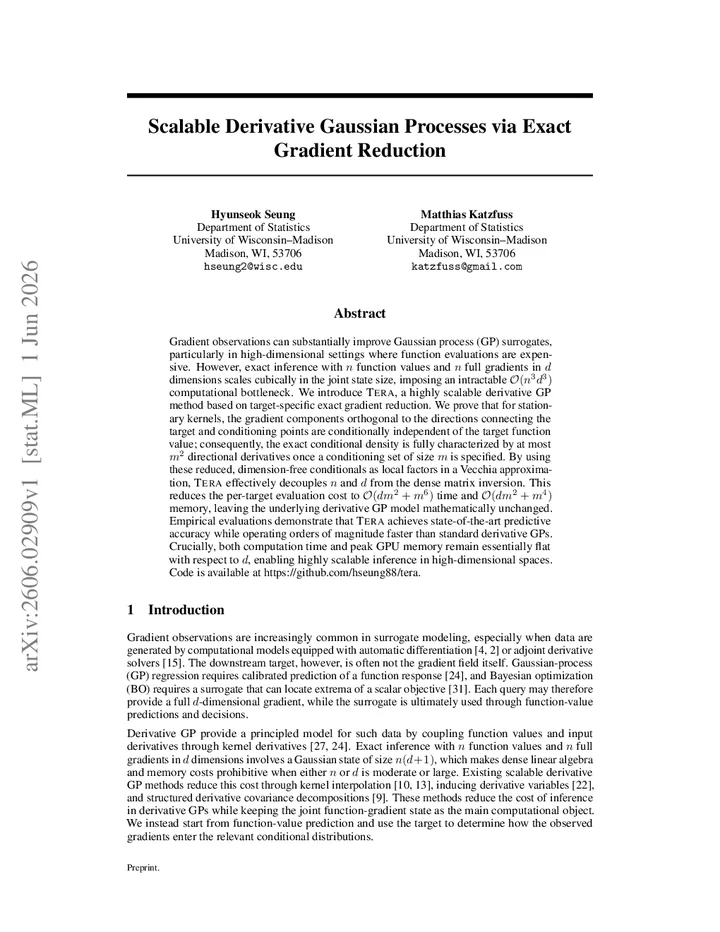 arXiv:2606.02909v1 [stat.ML] 1 Jun 2026
Scalable Derivative Gaussian Processes via Exact
Gradient Reduction
Hyunseok Seung
Department of Statistics
University of Wisconsin–Madison
Madison, WI, 53706
hseung2@wisc.edu
Matthias Katzfuss
Department of Statistics
University of Wisconsin–Madison
Madison, WI, 53706
katzfuss@gmail.com
Abstract
Gradient observations can substantially improve Gaussian process (GP) surrogates,
particularly in high-dimensional settings where function evaluations are expen-
sive. However, exact inference with n function values and n full gradients in d
dimensions scales cubically in the joint state size, imposing an intractable O(n³d³)
computational bottleneck. We introduce TERA, a highly scalable derivative GP
method based on target-specific exact gradient reduction. We prove that for station-
ary kernels, the gradient components orthogonal to the directions connecting the
target and conditioning points are conditionally independent of the target function
value; consequently, the exact conditional density is fully characterized by at most
m² directional derivatives once a conditioning set of size m is specified. By using
these reduced, dimension-free conditionals as local factors in a Vecchia approxima-
tion, TERA effectively decouples n and d from the dense matrix inversion. This
reduces the per-target evaluation cost to O(dm² + m⁶) time and O(dm² + m⁴)
memory, leaving the underlying derivative GP model mathematically unchanged.
Empirical evaluations demonstrate that TERA achieves state-of-the-art predictive
accuracy while operating orders of magnitude faster than standard derivative GPs.
Crucially, both computation time and peak GPU memory remain essentially flat
with respect to d, enabling highly scalable inference in high-dimensional spaces.
Code is available at https://github.com/hseung88/tera.
1 Introduction
Gradient observations are increasingly common in surrogate modeling, especially when data are
generated by computational models equipped with automatic differentiation [4, 2] or adjoint derivative
solvers [15]. The downstream target, however, is often not the gradient field itself. Gaussian-process
(GP) regression requires calibrated prediction of a function response [24], and Bayesian optimization
(BO) requires a surrogate that can locate extrema of a scalar objective [31]. Each query may therefore
provide a full d-dimensional gradient, while the surrogate is ultimately used through function-value
predictions and decisions.
Derivative GP provide a principled model for such data by coupling function values and input
derivatives through kernel derivatives [27, 24]. Exact inference with n function values and n full
gradients in d dimensions involves a Gaussian state of size n(d+1), which makes dense linear algebra
and memory costs prohibitive when either n or d is moderate or large. Existing scalable derivative
GP methods reduce this cost through kernel interpolation [10, 13], inducing derivative variables [22],
and structured derivative covariance decompositions [9]. These methods reduce the cost of inference
in derivative GPs while keeping the joint function-gradient state as the main computational object.
We instead start from function-value prediction and use the target to determine how the observed
gradients enter the relevant conditional distributions.
Preprint.